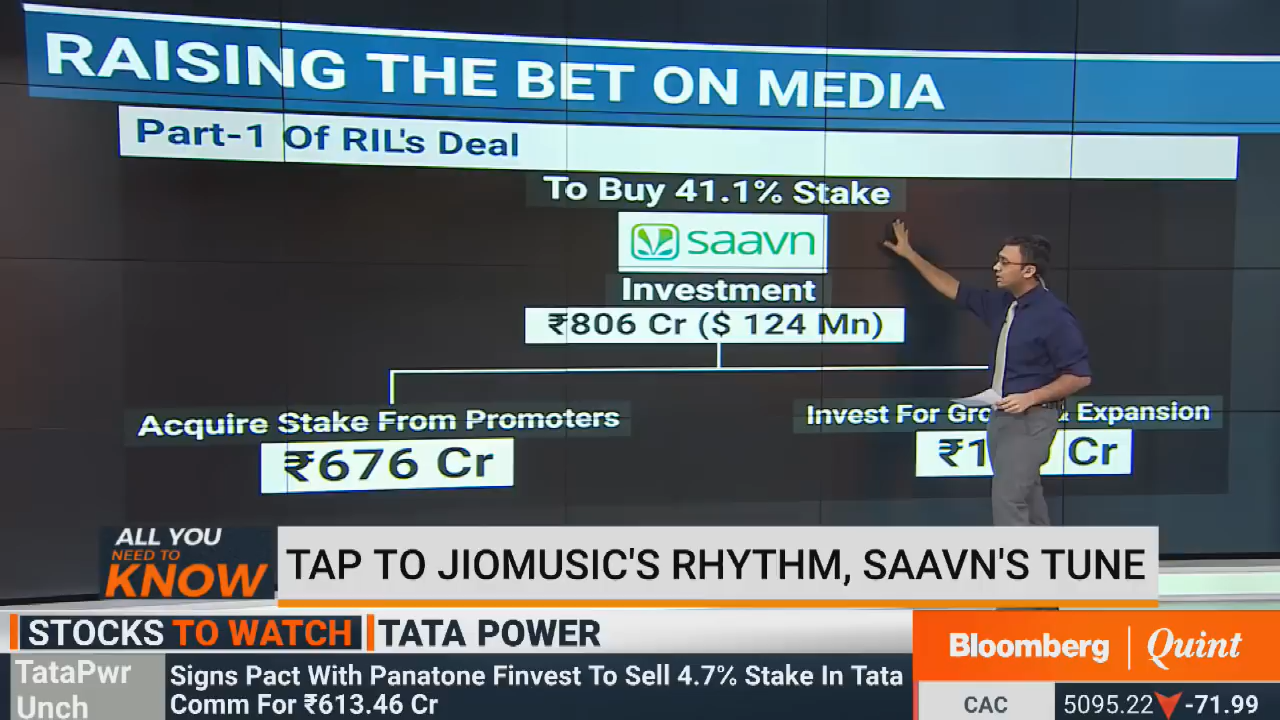 RAISING THE BET ON MEDIA
Part-1 Of RIL's Deal
To Buy 41.1% Stake
saavn
Investment
₹806 Cr ($ 124 Mn)
Acquire Stake From Promoters
₹676 Cr
Invest For & Expansion
Cr
ALL YOU
NEED TO
KNOW
TAP TO JIOMUSIC'S RHYTHM, SAAVN'S TUNE
STOCKS TO WATCH
TATA POWER
Bloomberg | Quint
TataPwr
Unch
Signs Pact With Panatone Finvest To Sell 4.7% Stake In Tata
Comm For ₹613.46 Cr
CAC
5095.22 -71.99